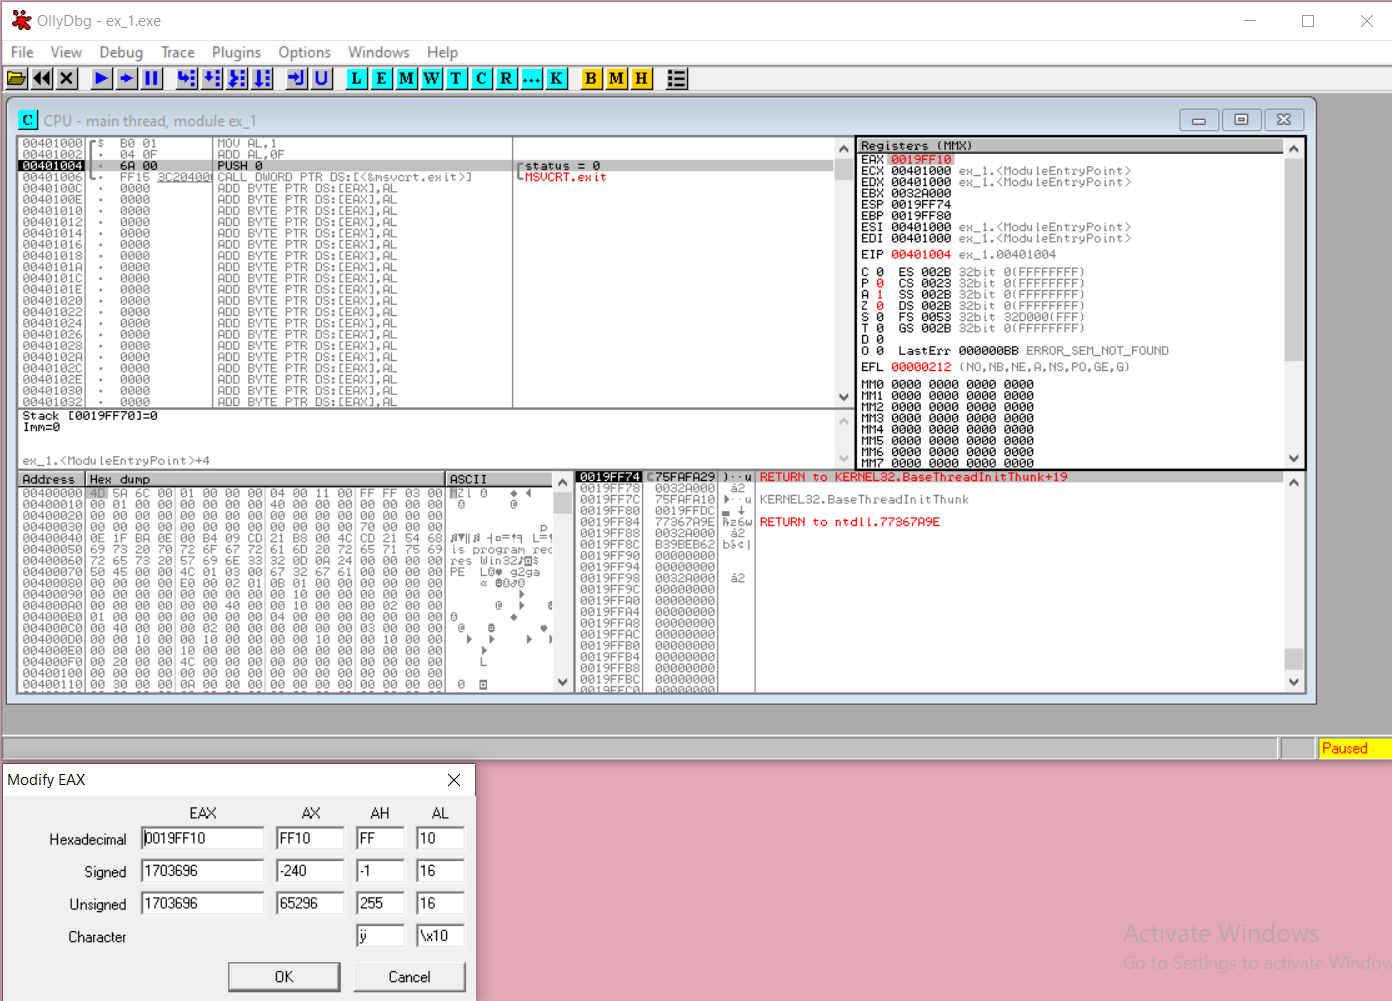 OllyDbg - ex_1.exe
File View Debug Trace Plugins Options Windows Help
L E M W T C R ... K B M H
C CPU - main thread, module ex_1
00401000 $ B0 01 MOV AL,1
00401002 · 04 0F ADD AL,0F
00401004 · 6A 00 PUSH 0 status = 0
00401006 · FF15 3C20400 CALL DWORD PTR DS:[<&msvcrt.exit>] MSVCRT.exit
0040100C · 0000 ADD BYTE PTR DS:[EAX],AL
0040100E · 0000 ADD BYTE PTR DS:[EAX],AL
00401010 · 0000 ADD BYTE PTR DS:[EAX],AL
00401012 · 0000 ADD BYTE PTR DS:[EAX],AL
00401014 · 0000 ADD BYTE PTR DS:[EAX],AL
00401016 · 0000 ADD BYTE PTR DS:[EAX],AL
00401018 · 0000 ADD BYTE PTR DS:[EAX],AL
0040101A · 0000 ADD BYTE PTR DS:[EAX],AL
0040101C · 0000 ADD BYTE PTR DS:[EAX],AL
0040101E · 0000 ADD BYTE PTR DS:[EAX],AL
00401020 · 0000 ADD BYTE PTR DS:[EAX],AL
00401022 · 0000 ADD BYTE PTR DS:[EAX],AL
00401024 · 0000 ADD BYTE PTR DS:[EAX],AL
00401026 · 0000 ADD BYTE PTR DS:[EAX],AL
00401028 · 0000 ADD BYTE PTR DS:[EAX],AL
0040102A · 0000 ADD BYTE PTR DS:[EAX],AL
0040102C · 0000 ADD BYTE PTR DS:[EAX],AL
0040102E · 0000 ADD BYTE PTR DS:[EAX],AL
00401030 · 0000 ADD BYTE PTR DS:[EAX],AL
00401032 · 0000 ADD BYTE PTR DS:[EAX],AL
Stack [0019FF70]=0
Imm=0
ex_1.<ModuleEntryPoint>+4
Registers (MMX)
EAX 0019FF10
ECX 00401000 ex_1.<ModuleEntryPoint>
EDX 00401000 ex_1.<ModuleEntryPoint>
EBX 0032A000
ESP 0019FF74
EBP 0019FF80
ESI 00401000 ex_1.<ModuleEntryPoint>
EDI 00401000 ex_1.<ModuleEntryPoint>
EIP 00401004 ex_1.00401004
C 0 ES 002B 32bit 0(FFFFFFFF)
P 0 CS 0023 32bit 0(FFFFFFFF)
A 1 SS 002B 32bit 0(FFFFFFFF)
Z 0 DS 002B 32bit 0(FFFFFFFF)
S 0 FS 0053 32bit 32D000(FFF)
T 0 GS 002B 32bit 0(FFFFFFFF)
D 0
O 0 LastErr 000000BB ERROR_SEM_NOT_FOUND
EFL 00000212 (NO,NB,NE,A,NS,PO,GE,G)
MM0 0000 0000 0000 0000
MM1 0000 0000 0000 0000
MM2 0000 0000 0000 0000
MM3 0000 0000 0000 0000
MM4 0000 0000 0000 0000
MM5 0000 0000 0000 0000
MM6 0000 0000 0000 0000
MM7 0000 0000 0000 0000
Address Hex dump ASCII
00400000 4D 5A 6C 00 01 00 00 00 04 00 11 00 FF FF 03 00
00400010 00 01 00 00 00 00 00 00 40 00 00 00 00 00 00 00 @
00400020 00 00 00 00 00 00 00 00 00 00 00 00 00 00 00 00
00400030 00 00 00 00 00 00 00 00 00 00 00 00 70 00 00 00 p
00400040 0E 1F BA 0E 00 B4 09 CD 21 B8 00 4C CD 21 54 68
00400050 69 73 20 70 72 6F 67 72 61 6D 20 72 65 71 75 69 is program rec
00400060 72 65 73 20 57 69 6E 33 32 0D 0A 24 00 00 00 00 res Win32♪◙$
00400070 50 45 00 00 4C 01 03 00 67 32 67 61 00 00 00 00 PE L☺♥ g2ga
00400080 00 00 00 00 E0 00 02 01 0B 01 00 00 00 00 00 00
00400090 00 00 00 00 00 00 00 00 00 10 00 00 00 00 00 00
004000A0 00 00 00 00 00 00 40 00 00 10 00 00 00 02 00 00
004000B0 01 00 00 00 00 00 00 00 04 00 00 00 00 00 00 00
004000C0 00 40 00 00 00 02 00 00 00 00 00 00 03 00 00 00
004000D0 00 00 10 00 00 10 00 00 00 00 10 00 00 10 00 00
004000E0 00 00 00 00 10 00 00 00 00 00 00 00 00 00 00 00
004000F0 00 20 00 00 4C 00 00 00 00 00 00 00 00 00 00 00 L
00400100 00 00 00 00 00 00 00 00 00 00 00 00 00 00 00 00
00400110 00 30 00 00 0A 00 00 00 00 00 00 00 00 00 00 00
0019FF74 75FAFA29 RETURN to KERNEL32.BaseThreadInitThunk+19
0019FF78 0032A000 á2
0019FF7C 75FAFA10 KERNEL32.BaseThreadInitThunk
0019FF80 0019FFDC
0019FF84 77367A9E RETURN to ntdll.77367A9E
0019FF88 0032A000 á2
0019FF8C B39BEB62
0019FF90 00000000
0019FF94 00000000
0019FF98 0032A000 á2
0019FF9C 00000000
0019FFA0 00000000
0019FFA4 00000000
0019FFA8 00000000
0019FFAC 00000000
0019FFB0 00000000
0019FFB4 00000000
0019FFB8 00000000
0019FFBC 00000000
0019FFC0 00000000
Paused
Modify EAX
EAX AX AH AL
Hexadecimal 0019FF10 FF10 FF 10
Signed 1703696 -240 -1 16
Unsigned 1703696 65296 255 16
Character ÿ \x10
OK Cancel
Activate Windows
Go to Settings to activate Window